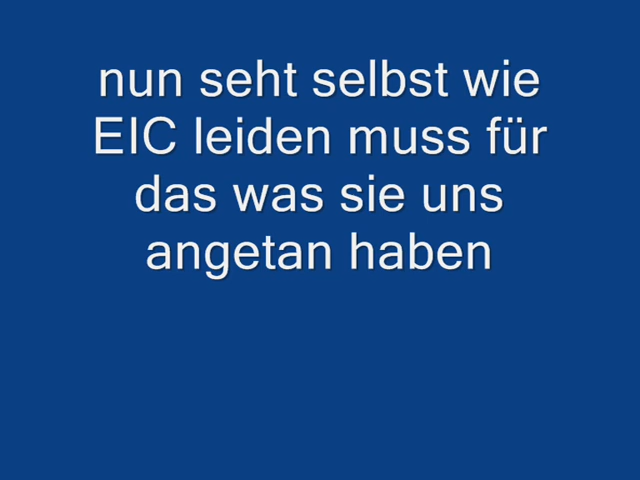 nun seht selbst wie
EIC leiden muss für
das was sie uns
angetan haben